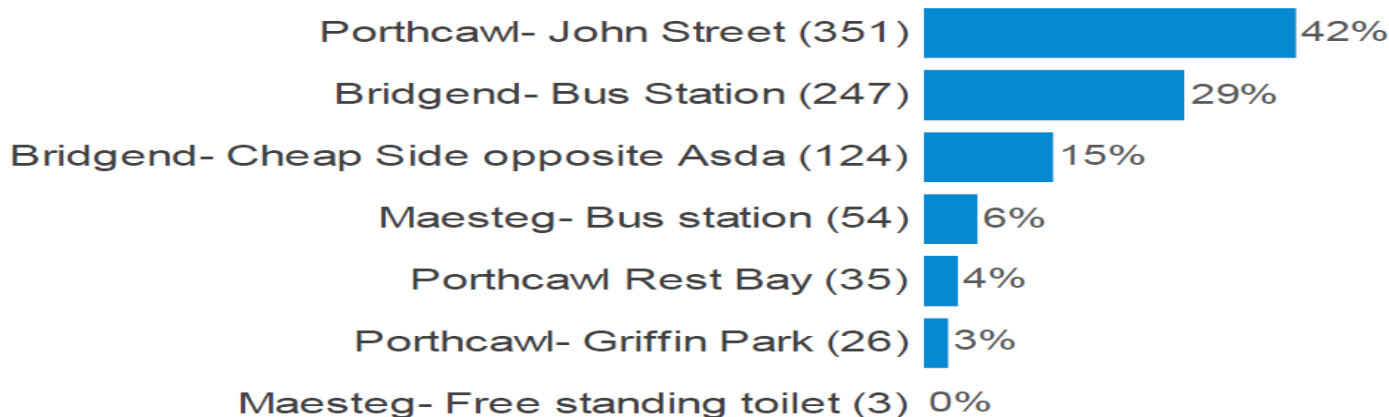 Porthcawl- John Street (351) 42%
Bridgend- Bus Station (247) 29%
Bridgend- Cheap Side opposite Asda (124) 15%
Maesteg- Bus station (54) 6%
Porthcawl Rest Bay (35) 4%
Porthcawl- Griffin Park (26) 3%
Maesteg- Free standing toilet (3) 0%